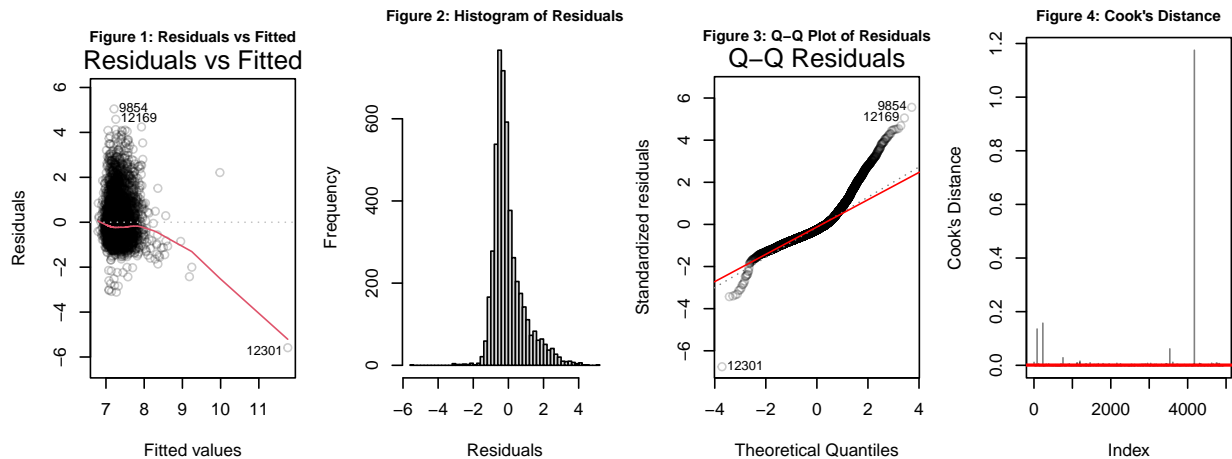 Figure 1: Residuals vs Fitted
Residuals vs Fitted
Residuals
6
4
2
0
−2
−4
−6
9854
12169
12301
7 8 9 10 11
Fitted values
Figure 2: Histogram of Residuals
Frequency
600
400
200
0
−6 −4 −2 0 2 4
Residuals
Figure 3: Q−Q Plot of Residuals
Q−Q Residuals
Standardized residuals
6
4
2
0
−2
−4
−6
9854
12169
12301
−4 −2 0 2 4
Theoretical Quantiles
Figure 4: Cook's Distance
Cook's Distance
1.2
1.0
0.8
0.6
0.4
0.2
0.0
0 2000 4000
Index